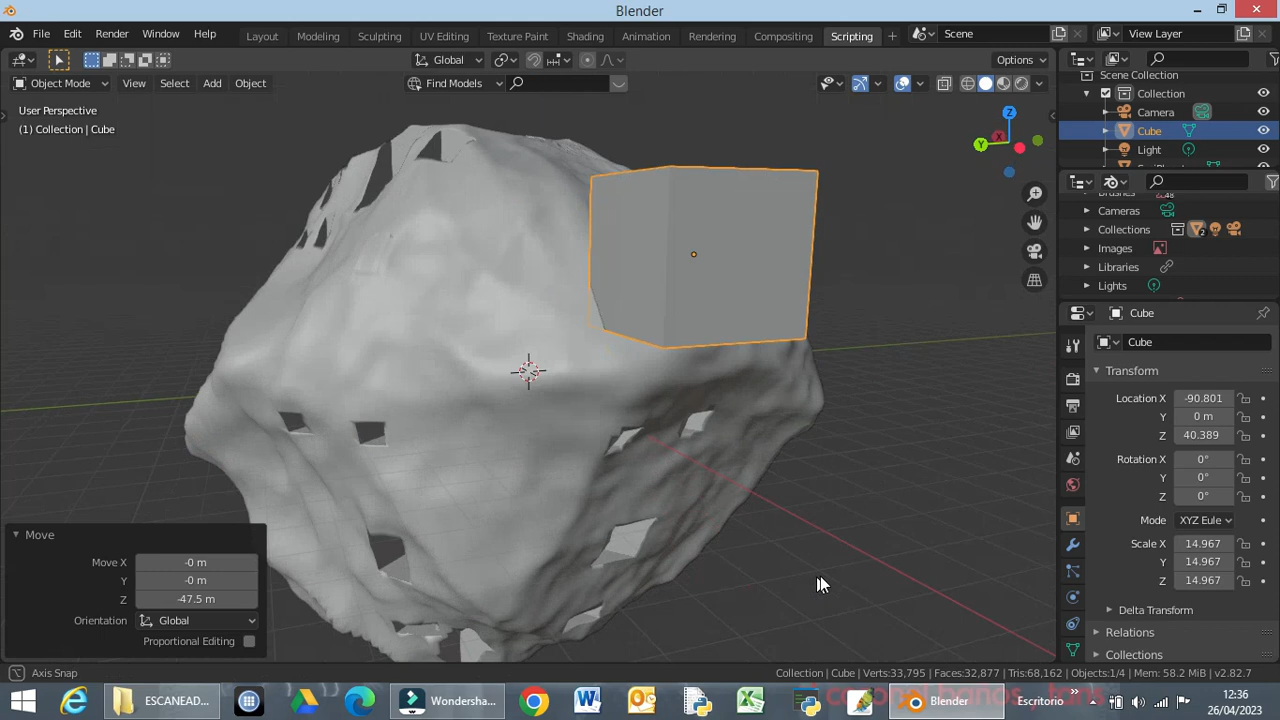 Blender
File Edit Render Window Help Layout Modeling Sculpting UV Editing Texture Paint Shading Animation Rendering Compositing Scripting + Scene View Layer
Global Options
Object Mode View Select Add Object Find Models
Scene Collection
Collection
Camera
Cube
Light
User Perspective
(1) Collection | Cube
Z
X
Y
Cameras
Collections
2
Images
Libraries
Lights
Cube
Cube
Transform
Location X -90.801
Y 0 m
Z 40.389
Rotation X 0°
Y 0°
Z 0°
Mode XYZ Eule
Scale X 14.967
Y 14.967
Z 14.967
Delta Transform
Relations
Collections
Move
Move X -0 m
Y -0 m
Z -47.5 m
Orientation Global
Proportional Editing
Axis Snap
Collection | Cube | Verts:33,795 | Faces:32,877 | Tris:68,162 | Objects:1/4 | Mem: 58.2 MiB | v2.82.7
ESCANEAD... Wondersha... Blender Escritorio
12:36
26/04/2023